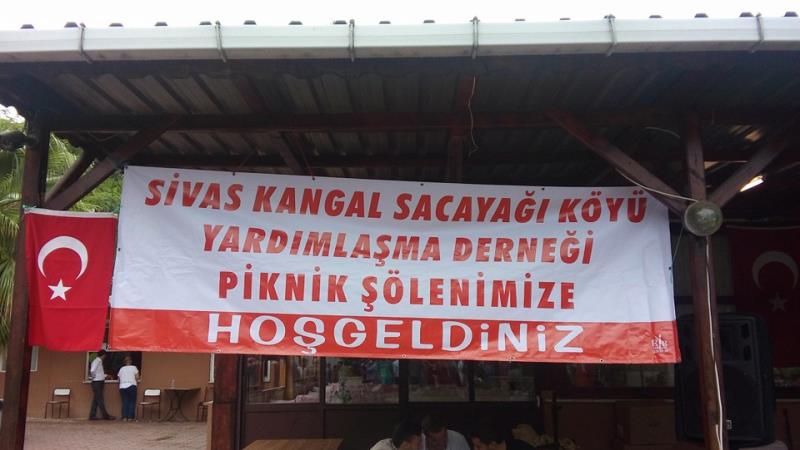 SİVAS KANGAL SACAYAĞI KÖYÜ
YARDIMLAŞMA DERNEĞİ
PİKNİK ŞÖLENİMİZE
HOŞGELDİNİZ